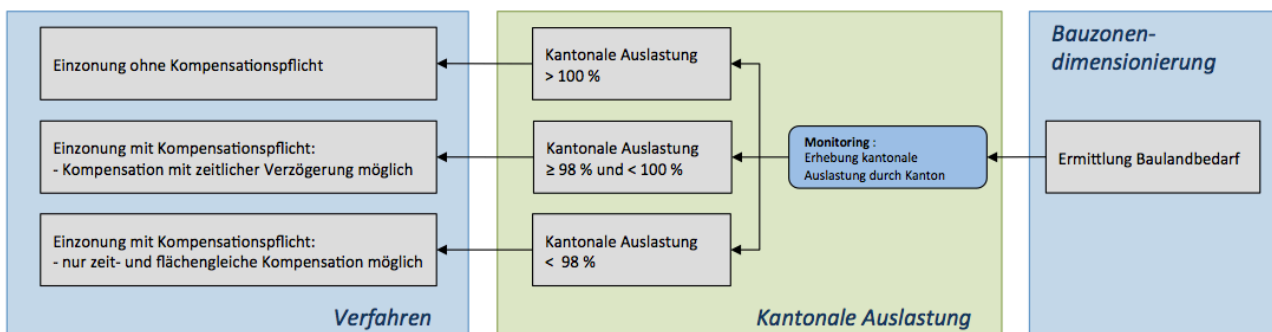 Einzonung ohne Kompensationspflicht
Einzonung mit Kompensationspflicht:
- Kompensation mit zeitlicher Verzögerung möglich
Einzonung mit Kompensationspflicht:
- nur zeit- und flächengleiche Kompensation möglich
Verfahren
Kantonale Auslastung
> 100 %
Kantonale Auslastung
≥ 98 % und < 100 %
Kantonale Auslastung
< 98 %
Monitoring :
Erhebung kantonale
Auslastung durch Kanton
Kantonale Auslastung
Bauzonen-
dimensionierung
Ermittlung Baulandbedarf